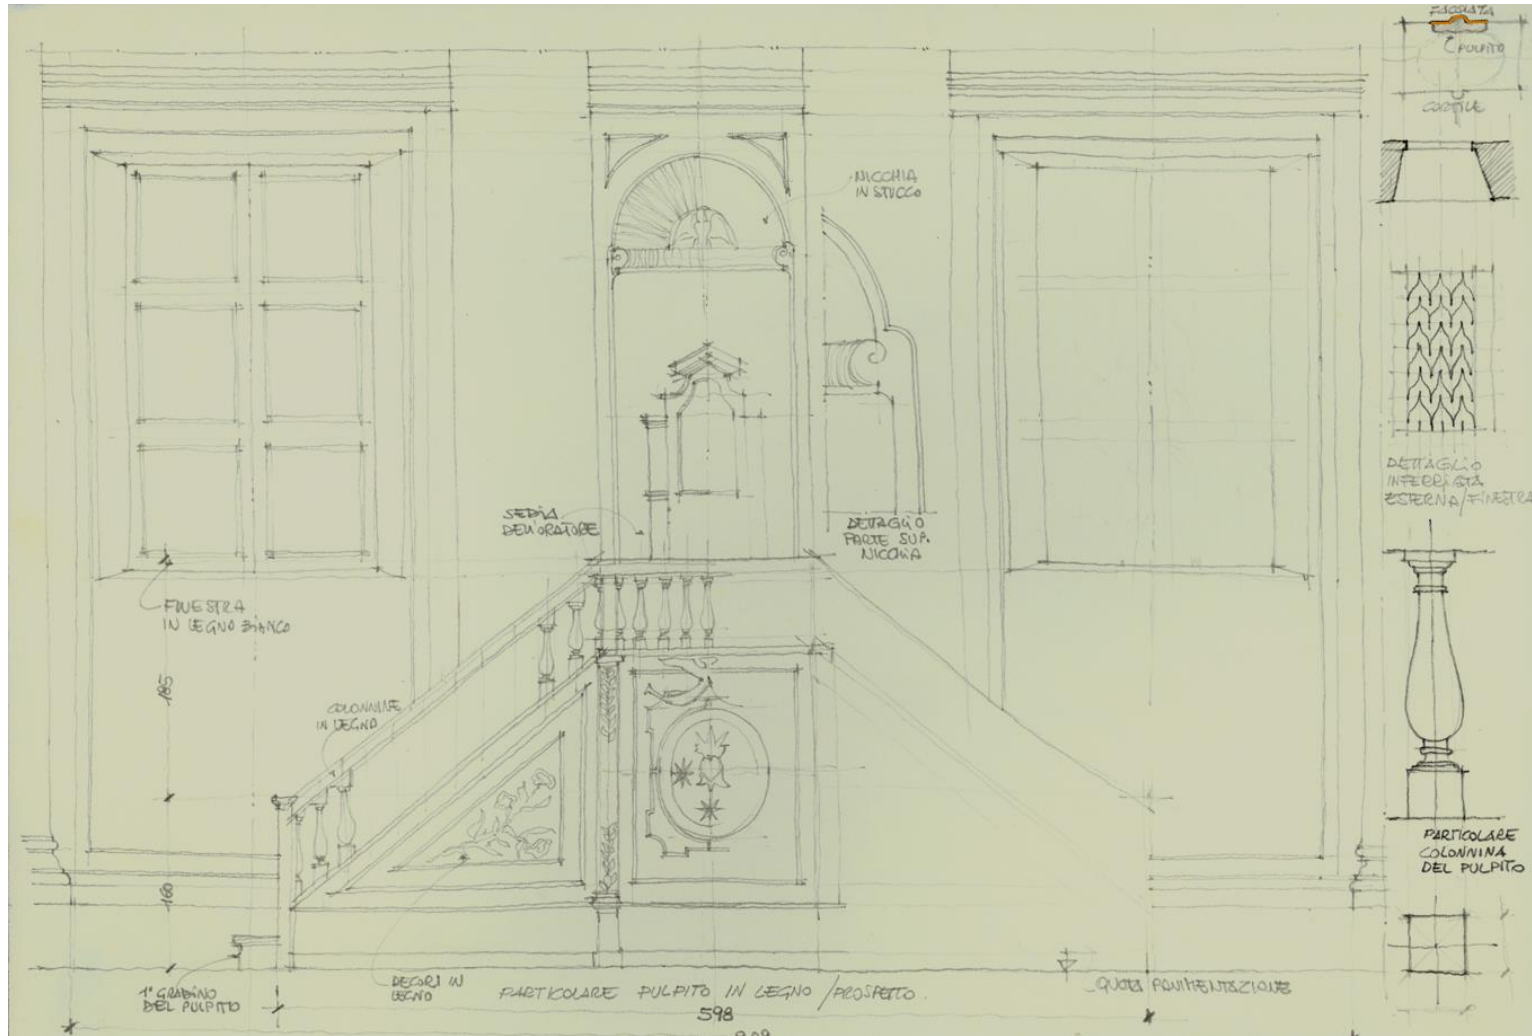 FACCIATA
PULPITO
CORTILE
NICCHIA
IN STUCCO
DETTAGLIO
INFERRIATA
ESTERNA/FINESTRA
SEDIA
DELL'ORATORE
DETTAGLIO
PARTE SUP.
NICCHIA
FINESTRA
IN LEGNO BIANCO
185
COLONNINE
IN LEGNO
PARTICOLARE
COLONNINA
DEL PULPITO
160
1° GRADINO
DEL PULPITO
DECORI IN
LEGNO
PARTICOLARE PULPITO IN LEGNO / PROSPETTO.
QUOTA PAVIMENTAZIONE
598